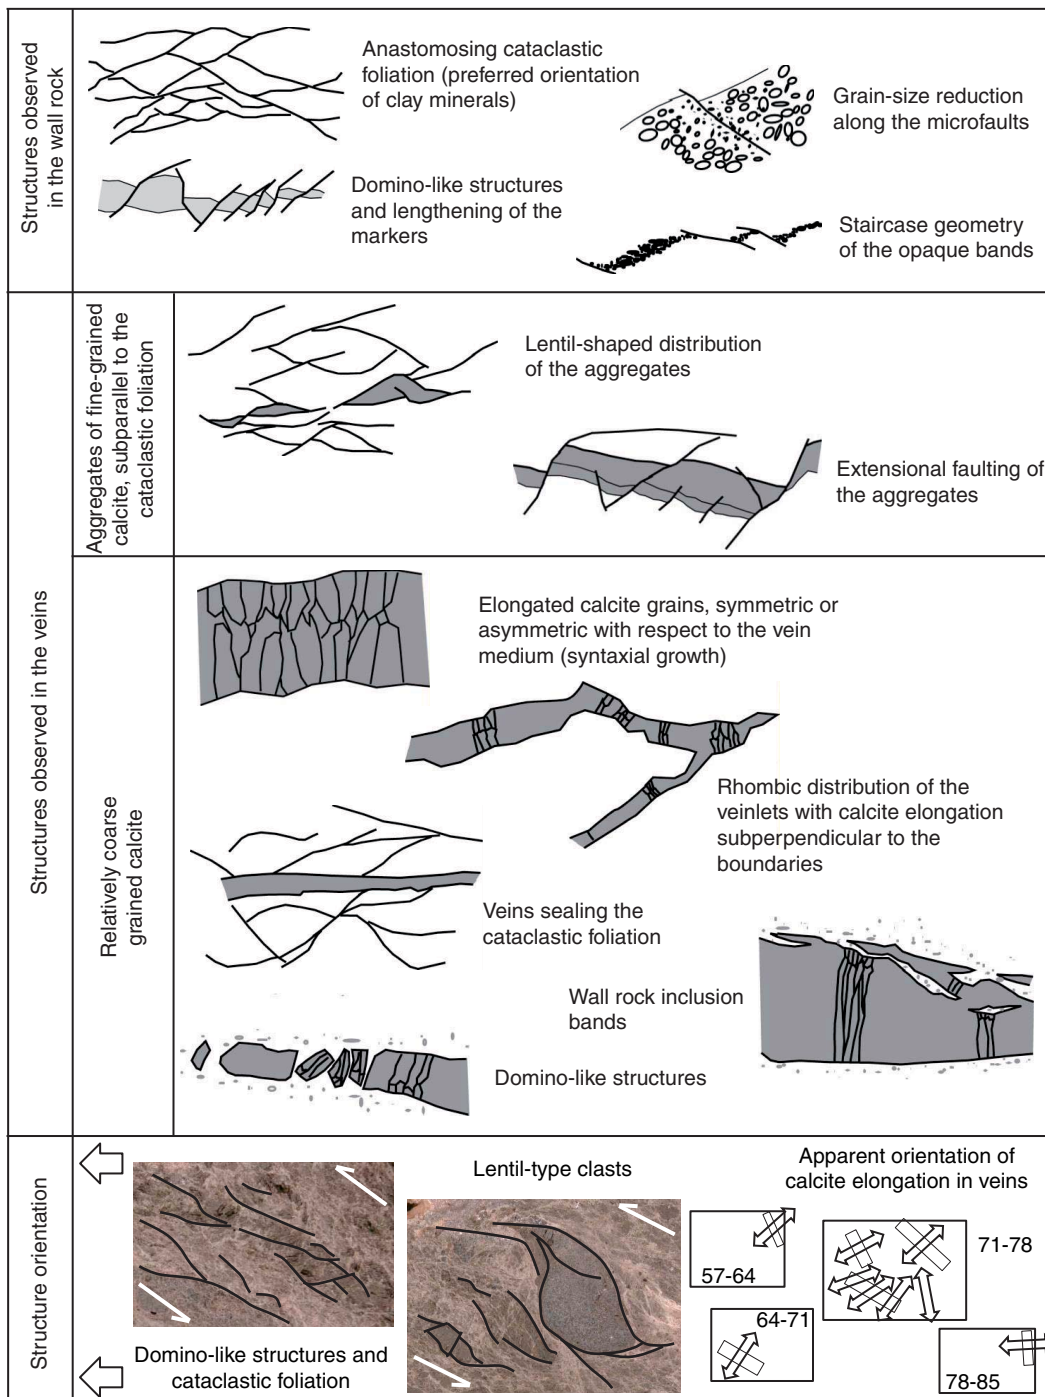 Structures observed
in the wall rock
Anastomosing cataclastic
foliation (preferred orientation
of clay minerals)
Grain-size reduction
along the microfaults
Domino-like structures
and lengthening of the
markers
Staircase geometry
of the opaque bands
Structures observed in the veins
Aggregates of fine-grained
calcite, subparallel to the
cataclastic foliation
Lentil-shaped distribution
of the aggregates
Extensional faulting of
the aggregates
Relatively coarse
grained calcite
Elongated calcite grains, symmetric or
asymmetric with respect to the vein
medium (syntaxial growth)
Rhombic distribution of the
veinlets with calcite elongation
subperpendicular to the
boundaries
Veins sealing the
cataclastic foliation
Wall rock inclusion
bands
Domino-like structures
Structure orientation
Domino-like structures and
cataclastic foliation
Lentil-type clasts
Apparent orientation of
calcite elongation in veins
57-64
71-78
64-71
78-85